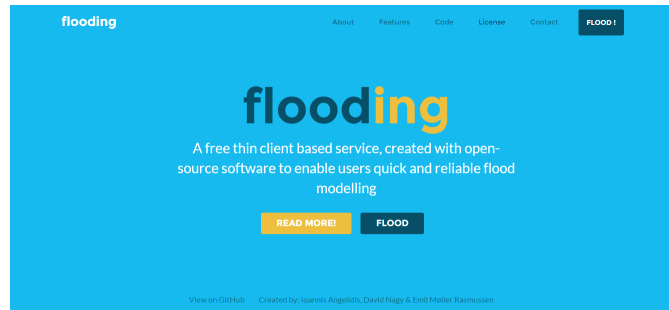 flooding
About Features Code License Contact FLOOD !
flooding
A free thin client based service, created with open-
source software to enable users quick and reliable flood
modelling
READ MORE! FLOOD
View on GitHub Created by: Ioannis Angelidis, David Nagy & Emil Møller Rasmussen